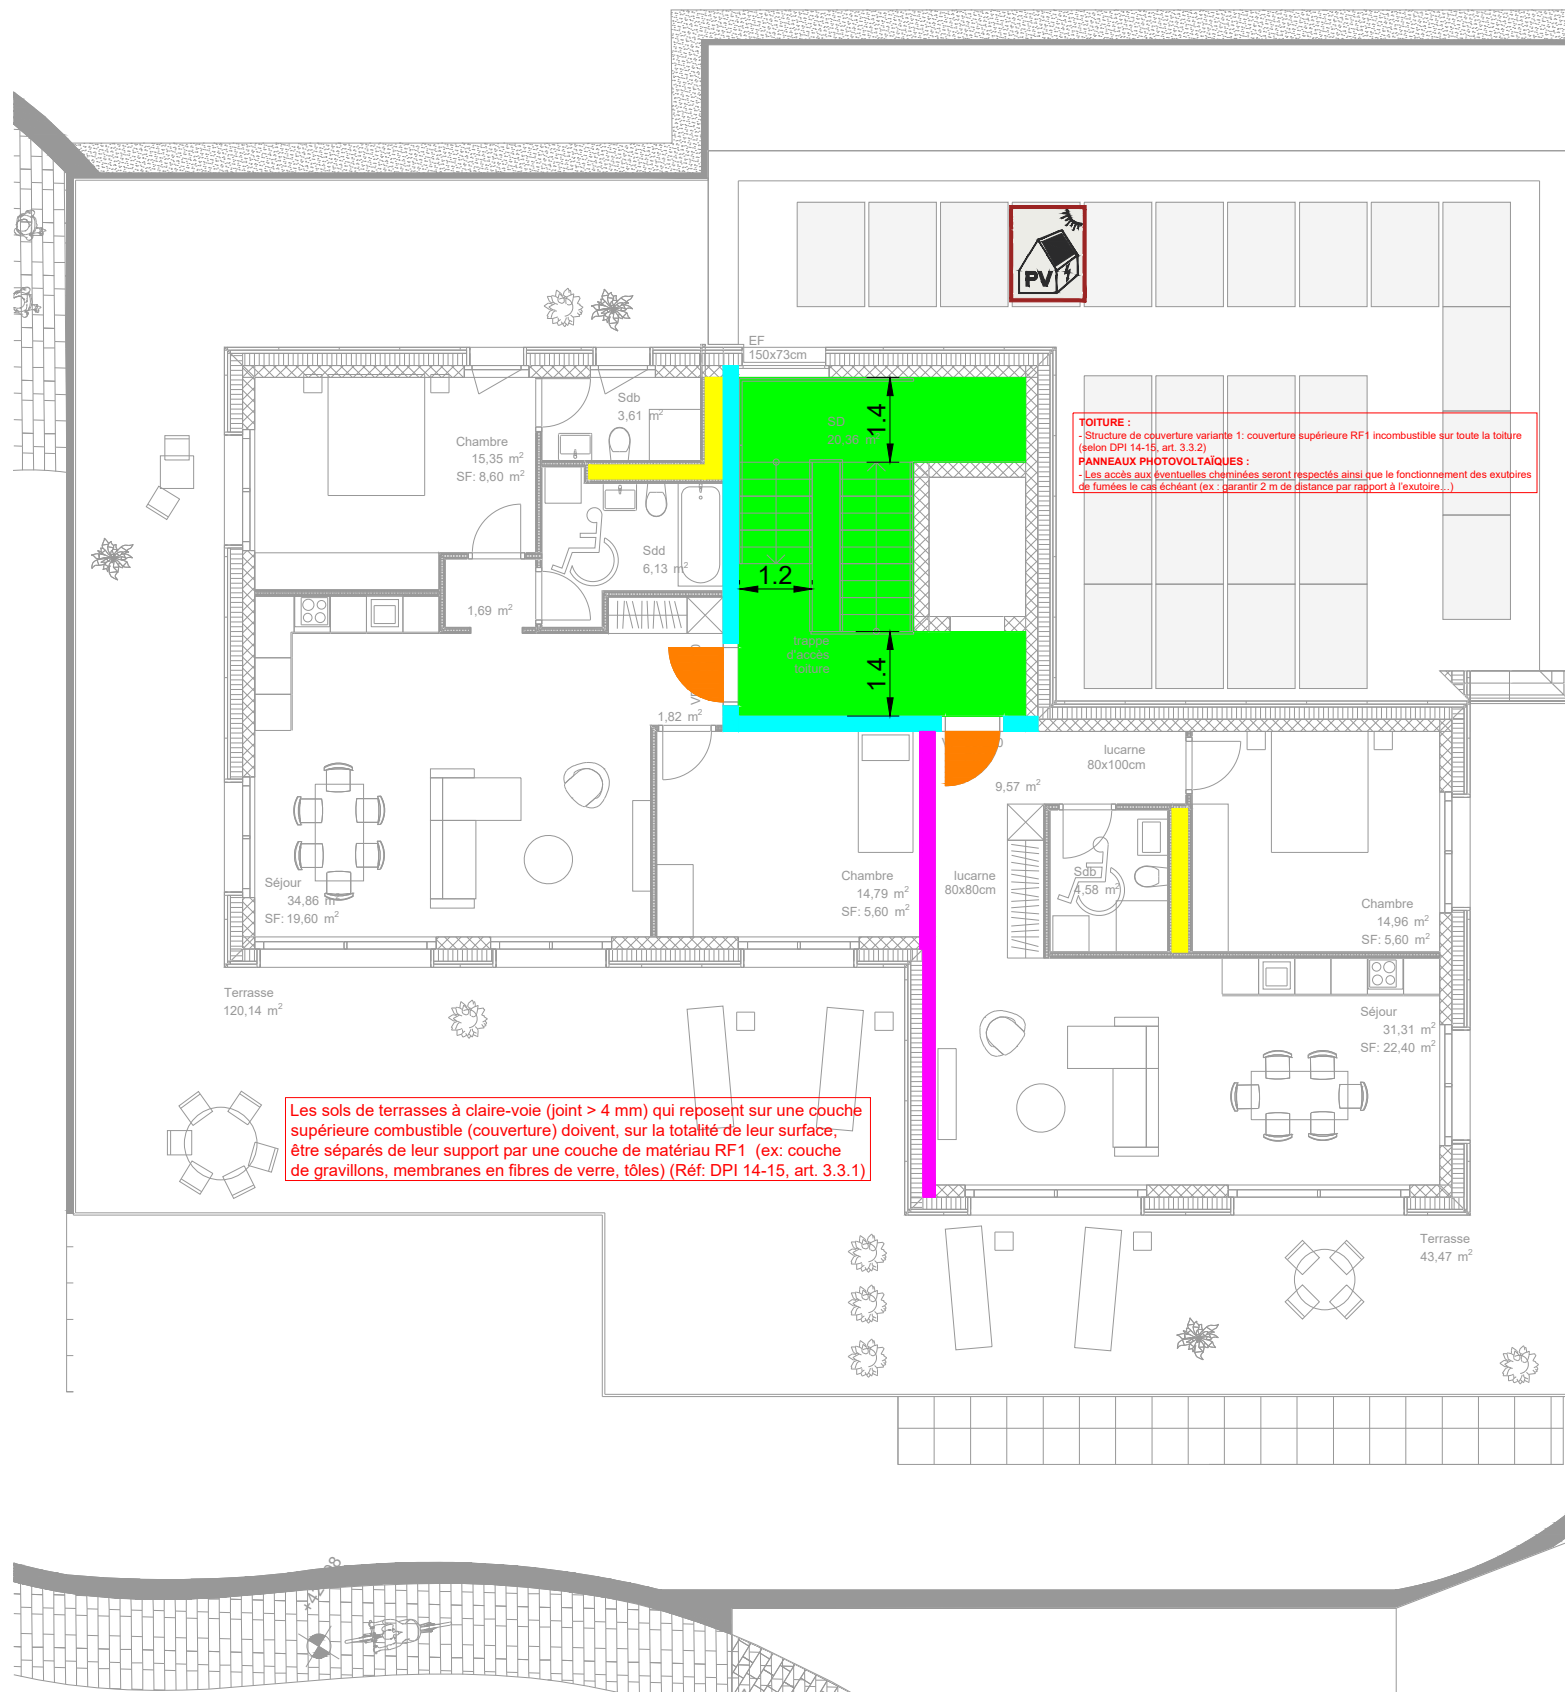 PV
EF
150x73cm
1.4
TOITURE :
- Structure de couverture variante 1: couverture supérieure RF1 incombustible sur toute la toiture
(selon DPI 14-15, art. 3.3.2)
PANNEAUX PHOTOVOLTAÏQUES :
- Les accès aux éventuelles cheminées seront respectés ainsi que le fonctionnement des exutoires
de fumées le cas échéant (ex : garantir 2 m de distance par rapport à l'exutoire...)
Sdb
3,61 m²
Chambre
15,35 m²
SF: 8,60 m²
Sdd
6,13 m²
1.2
1,69 m²
trappe
d'accès
toiture
1.4
1,82 m²
lucarne
80x100cm
9,57 m²
Séjour
34,86 m²
SF: 19,60 m²
Chambre
14,79 m²
SF: 5,60 m²
lucarne
80x80cm
Sdb
4,58 m²
Chambre
14,96 m²
SF: 5,60 m²
Terrasse
120,14 m²
Séjour
31,31 m²
SF: 22,40 m²
Les sols de terrasses à claire-voie (joint > 4 mm) qui reposent sur une couche
supérieure combustible (couverture) doivent, sur la totalité de leur surface,
être séparés de leur support par une couche de matériau RF1 (ex: couche
de gravillons, membranes en fibres de verre, tôles) (Réf: DPI 14-15, art. 3.3.1)
Terrasse
43,47 m²